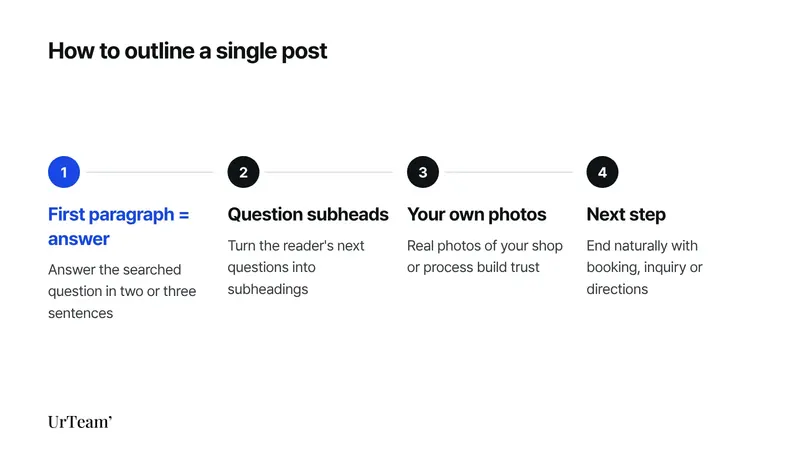 How to outline a single post
1
First paragraph =
answer
Answer the searched
question in two or three
sentences
2
Question subheads
Turn the reader's next
questions into
subheadings
3
Your own photos
Real photos of your shop
or process build trust
4
Next step
End naturally with
booking, inquiry or
directions
UrTeam’